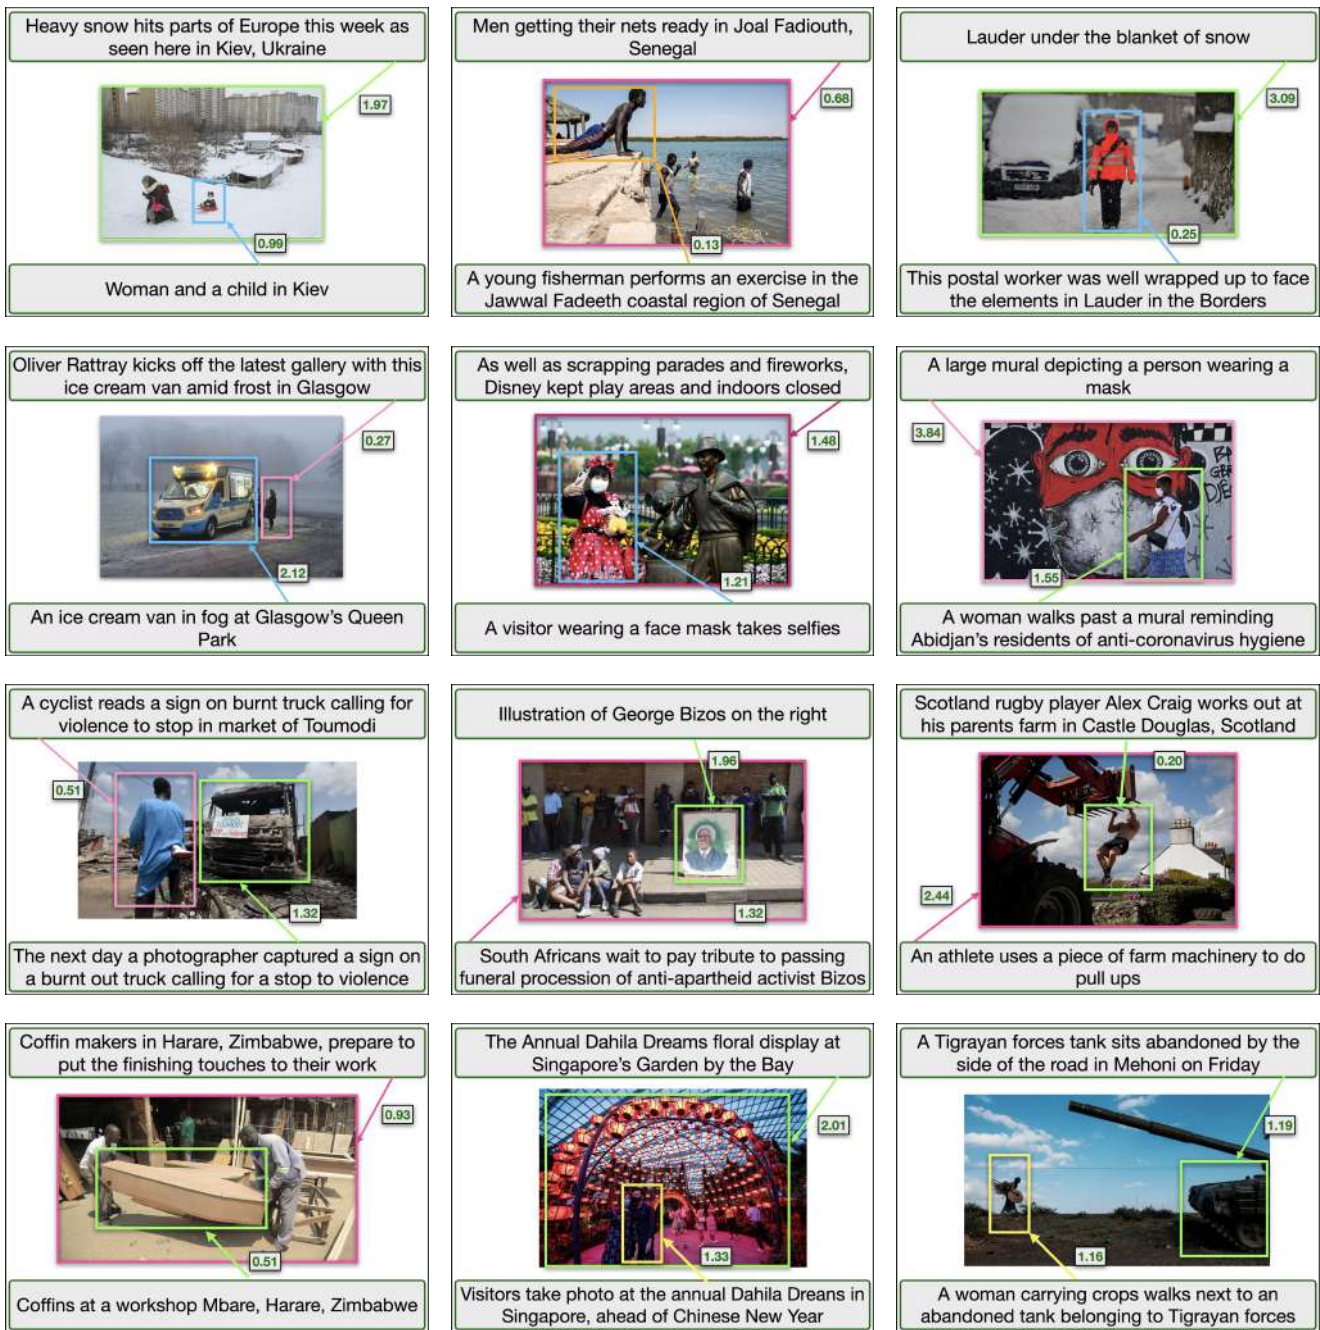 Heavy snow hits parts of Europe this week as
seen here in Kiev, Ukraine
1.97
0.99
Woman and a child in Kiev
Men getting their nets ready in Joal Fadiouth,
Senegal
0.68
0.13
A young fisherman performs an exercise in the
Jawwal Fadeeth coastal region of Senegal
Lauder under the blanket of snow
3.09
0.25
This postal worker was well wrapped up to face
the elements in Lauder in the Borders
Oliver Rattray kicks off the latest gallery with this
ice cream van amid frost in Glasgow
0.27
2.12
An ice cream van in fog at Glasgow's Queen
Park
As well as scrapping parades and fireworks,
Disney kept play areas and indoors closed
1.48
1.21
A visitor wearing a face mask takes selfies
A large mural depicting a person wearing a
mask
3.84
1.55
A woman walks past a mural reminding
Abidjan's residents of anti-coronavirus hygiene
A cyclist reads a sign on burnt truck calling for
violence to stop in market of Toumodi
0.51
1.32
The next day a photographer captured a sign on
a burnt out truck calling for a stop to violence
Illustration of George Bizos on the right
1.96
1.32
South Africans wait to pay tribute to passing
funeral procession of anti-apartheid activist Bizos
Scotland rugby player Alex Craig works out at
his parents farm in Castle Douglas, Scotland
0.20
2.44
An athlete uses a piece of farm machinery to do
pull ups
Coffin makers in Harare, Zimbabwe, prepare to
put the finishing touches to their work
0.93
0.51
Coffins at a workshop Mbare, Harare, Zimbabwe
The Annual Dahila Dreams floral display at
Singapore's Garden by the Bay
2.01
1.33
Visitors take photo at the annual Dahila Dreans in
Singapore, ahead of Chinese New Year
A Tigrayan forces tank sits abandoned by the
side of the road in Mehoni on Friday
1.19
1.16
A woman carrying crops walks next to an
abandoned tank belonging to Tigrayan forces